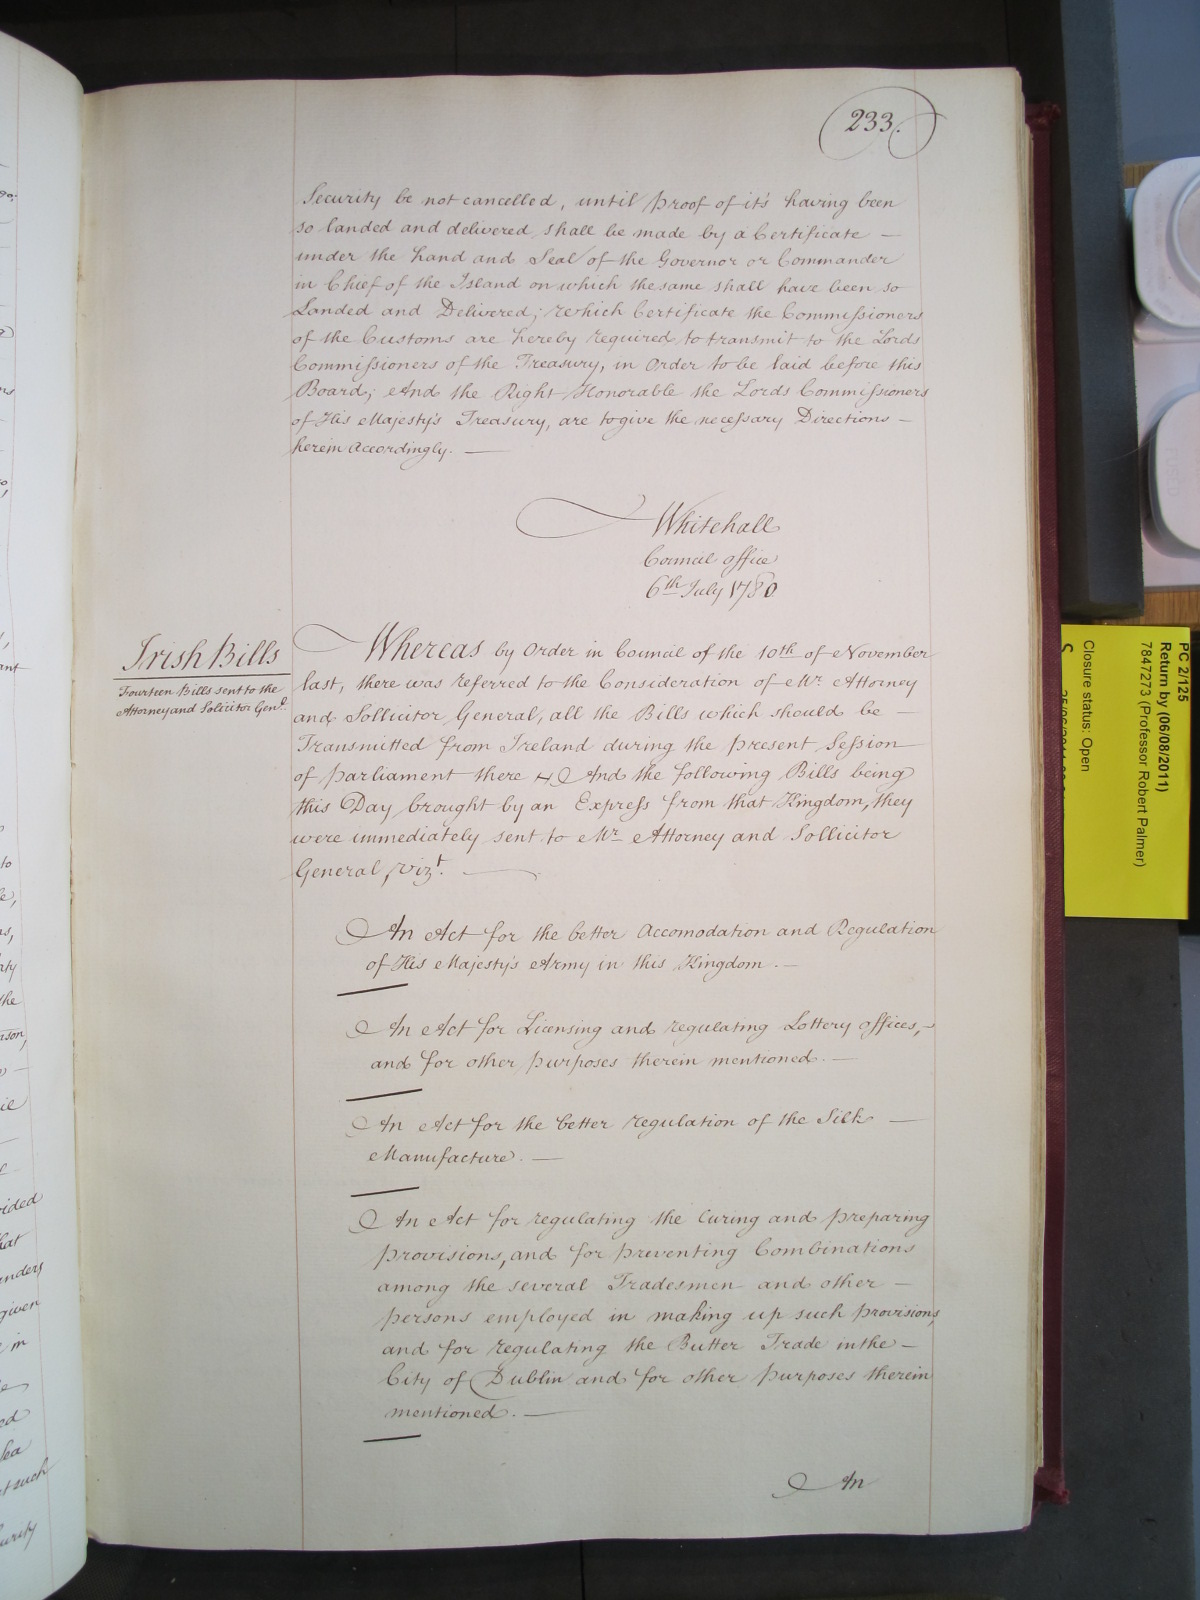 233.
Security be not cancelled, until proof of it's having been
so landed and delivered shall be made by a Certificate —
under the hand and Seal of the Governor or Commander
in Chief of the Island on which the same shall have been so
Landed and Delivered; which Certificate the Commissioners
of the Customs are hereby required to transmit to the Lords
Commissioners of the Treasury, in Order to be laid before this
Board; And the Right Honorable the Lords Commissioners
of His Majesty's Treasury, are to give the necessary Directions —
herein Accordingly. —
Whitehall
Council office
6th July 1780
Irish Bills
Fourteen Bills sent to the
Attorney and Solicitor Genl.
Whereas by Order in Council of the 10th of November
last, there was referred to the Consideration of Mr. Attorney
and Sollicitor General, all the Bills which should be —
Transmitted from Ireland during the present Session
of parliament there And the following Bills being
this Day brought by an Express from that Kingdom, they
were immediately sent to Mr. Attorney and Sollicitor
General, Vizt. —
An Act for the better Accomodation and Regulation
of His Majesty's Army in this Kingdom. —
An Act for Licensing and regulating Lottery offices, –
and for other purposes therein mentioned. —
An Act for the better regulation of the Silk —
Manufacture. —
An Act for regulating the Curing and preparing
provisions, and for preventing Combinations
among the several Tradesmen and other –
persons employed in making up such provisions,
and for regulating the Butter Trade in the –
City of Dublin and for other purposes therein
mentioned. —
An
PC 2/125
Return by (06/08/2011)
7847273 (Professor Robert Palmer)
Closure status: Open
ant
to
the
ided
hat
given
in
ed
such
urity